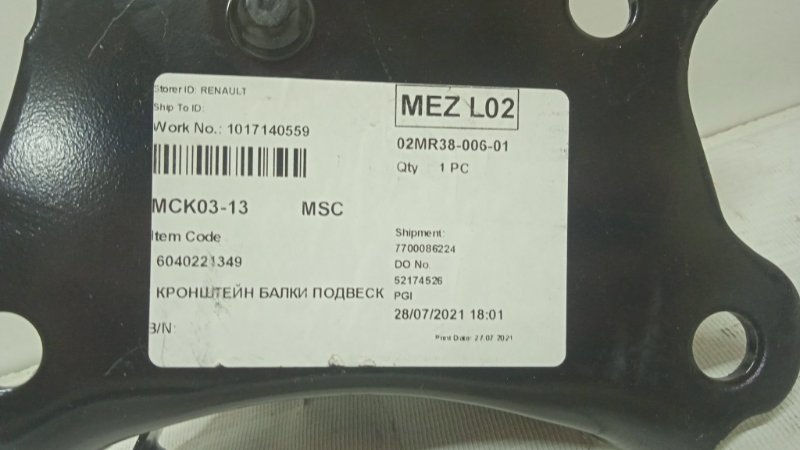 Storer ID: RENAULT
Ship To ID:
MEZ L02
Work No.: 1017140559
02MR38-006-01
Qty 1 PC
MCK03-13 MSC
Item Code
6040221349
КРОНШТЕЙН БАЛКИ ПОДВЕСК
B/N:
Shipment:
7700086224
DO No.
52174526
PGI
28/07/2021 18:01
Print Date: 27.07.2021